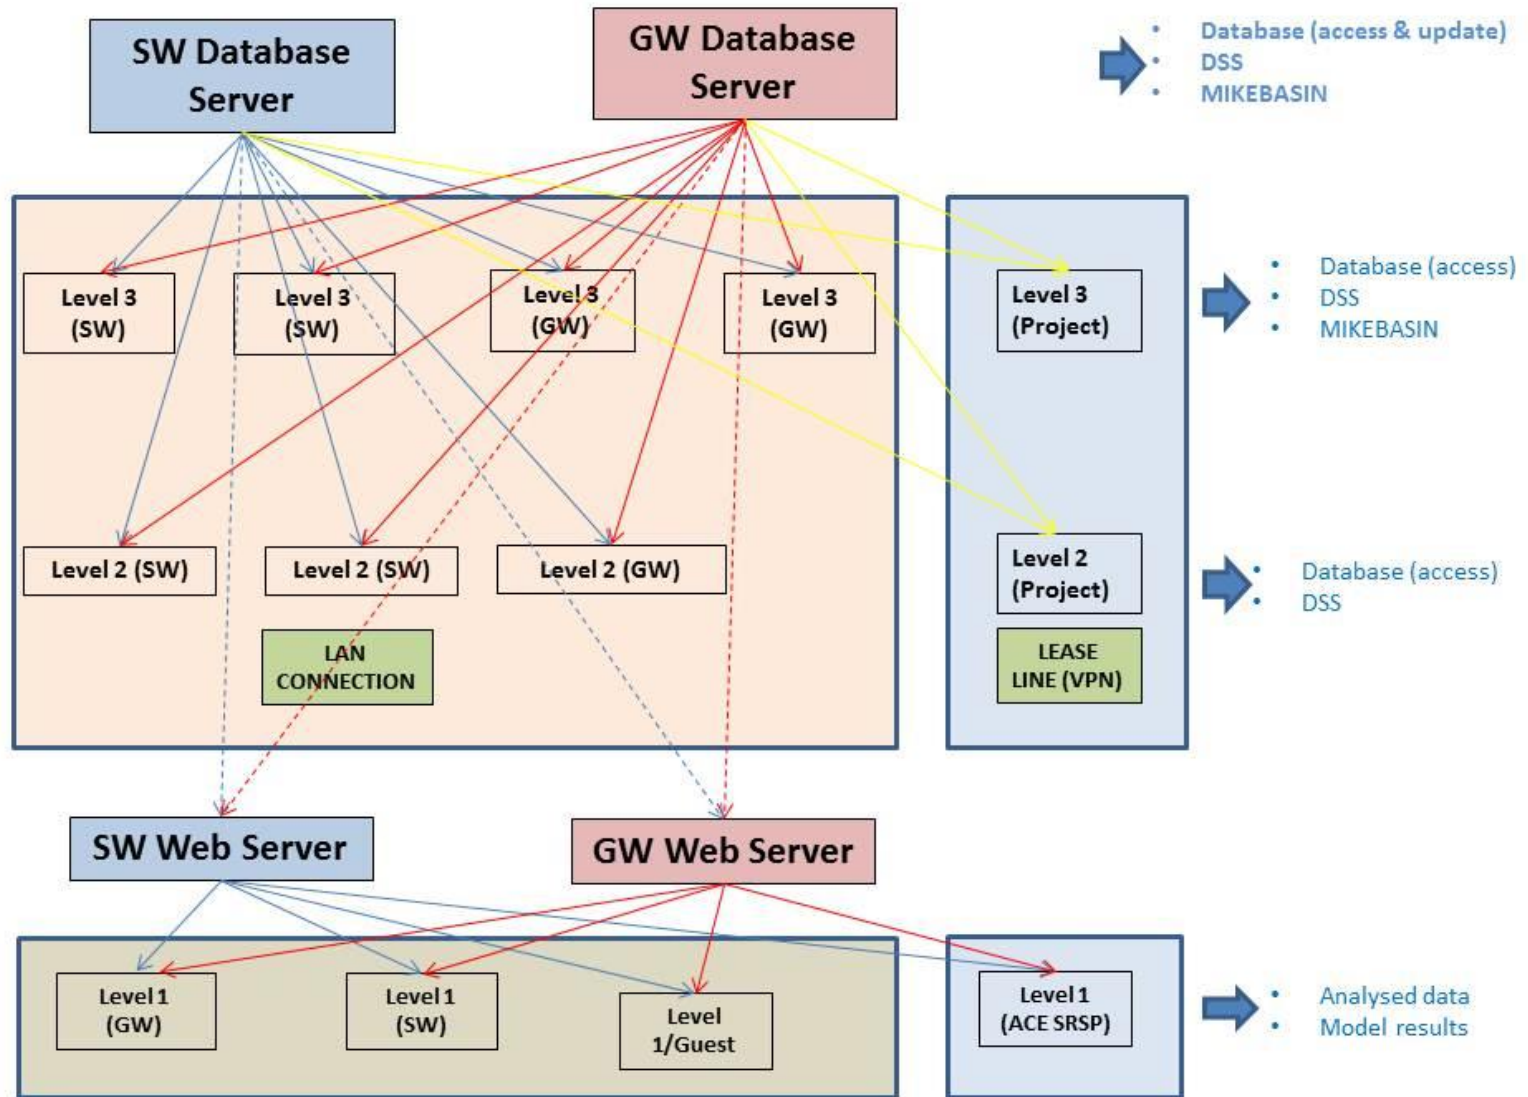 SW Database
Server
GW Database
Server
• Database (access & update)
• DSS
• MIKEBASIN
Level 3
(SW)
Level 3
(SW)
Level 3
(GW)
Level 3
(GW)
Level 3
(Project)
• Database (access)
• DSS
• MIKEBASIN
Level 2 (SW)
Level 2 (SW)
Level 2 (GW)
Level 2
(Project)
• Database (access)
• DSS
LAN
CONNECTION
LEASE
LINE (VPN)
SW Web Server
GW Web Server
Level 1
(GW)
Level 1
(SW)
Level
1/Guest
Level 1
(ACE SRSP)
• Analysed data
• Model results